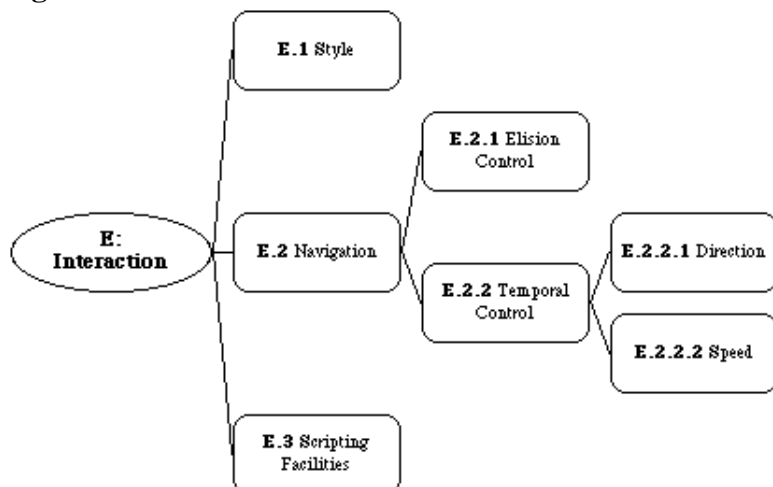 E.1 Style
E.2.1 Elision
Control
E:
Interaction
E.2 Navigation
E.2.2 Temporal
Control
E.2.2.1 Direction
E.2.2.2 Speed
E.3 Scripting
Facilities